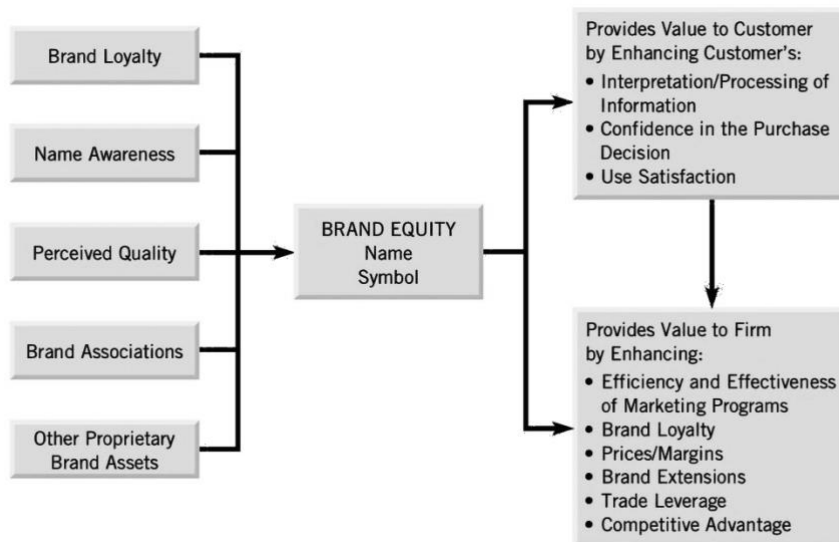 Brand Loyalty
Name Awareness
Perceived Quality
Brand Associations
Other Proprietary
Brand Assets
BRAND EQUITY
Name
Symbol
Provides Value to Customer
by Enhancing Customer's:
• Interpretation/Processing of
Information
• Confidence in the Purchase
Decision
• Use Satisfaction
Provides Value to Firm
by Enhancing:
• Efficiency and Effectiveness
of Marketing Programs
• Brand Loyalty
• Prices/Margins
• Brand Extensions
• Trade Leverage
• Competitive Advantage